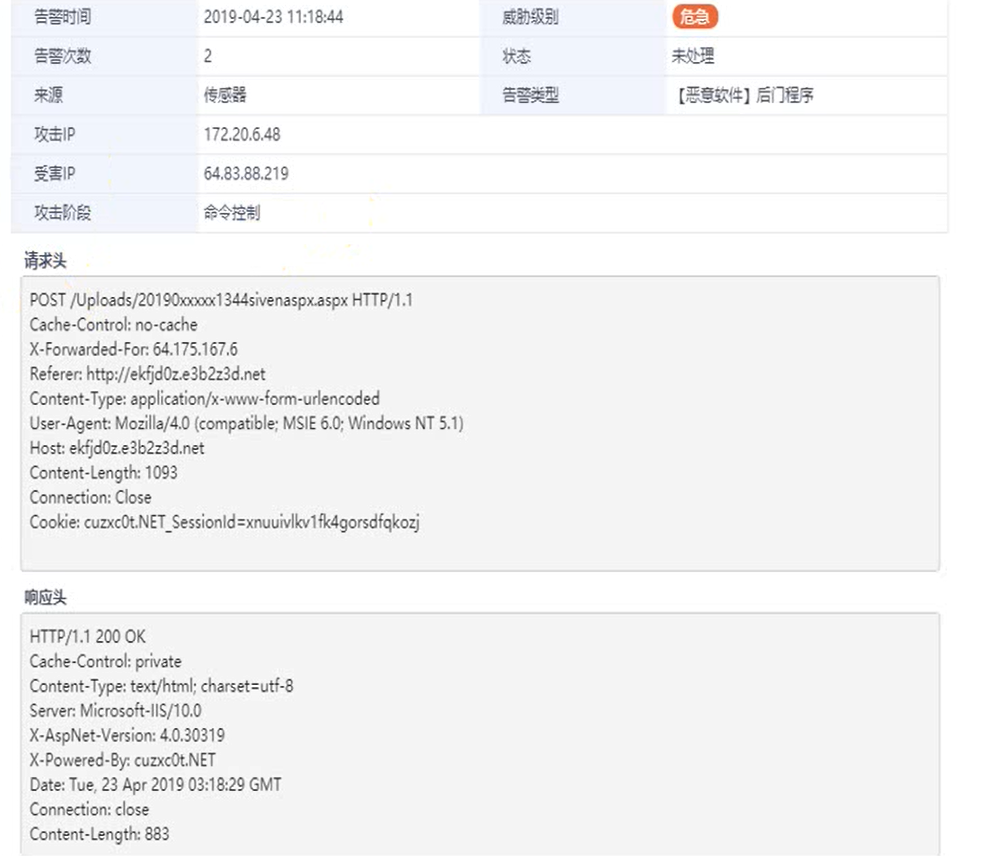 告警时间 2019-04-23 11:18:44 威胁级别 危急
告警次数 2 状态 未处理
来源 传感器 告警类型 【恶意软件】后门程序
攻击IP 172.20.6.48
受害IP 64.83.88.219
攻击阶段 命令控制
请求头
POST /Uploads/20190xxxxx1344sivenaspx.aspx HTTP/1.1
Cache-Control: no-cache
X-Forwarded-For: 64.175.167.6
Referer: http://ekfjd0z.e3b2z3d.net
Content-Type: application/x-www-form-urlencoded
User-Agent: Mozilla/4.0 (compatible; MSIE 6.0; Windows NT 5.1)
Host: ekfjd0z.e3b2z3d.net
Content-Length: 1093
Connection: Close
Cookie: cuzxc0t.NET_SessionId=xnuuivlkv1fk4gorsdfqkozj
响应头
HTTP/1.1 200 OK
Cache-Control: private
Content-Type: text/html; charset=utf-8
Server: Microsoft-IIS/10.0
X-AspNet-Version: 4.0.30319
X-Powered-By: cuzxc0t.NET
Date: Tue, 23 Apr 2019 03:18:29 GMT
Connection: close
Content-Length: 883